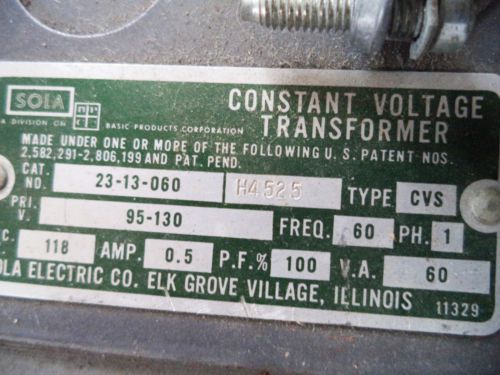 SOLA
A DIVISION
BASIC PRODUCTS CORPORATION
CONSTANT VOLTAGE
TRANSFORMER
MADE UNDER ONE OR MORE OF THE FOLLOWING U.S. PATENT NOS.
2,582,291-2,806,199 AND PAT. PEND.
CAT. NO. 23-13-060 H4525 TYPE CVS
PRI. V. 95-130 FREQ. 60 PH. 1
C. 118 AMP. 0.5 P.F.% 100 V.A. 60
OLA ELECTRIC CO. ELK GROVE VILLAGE, ILLINOIS
11329